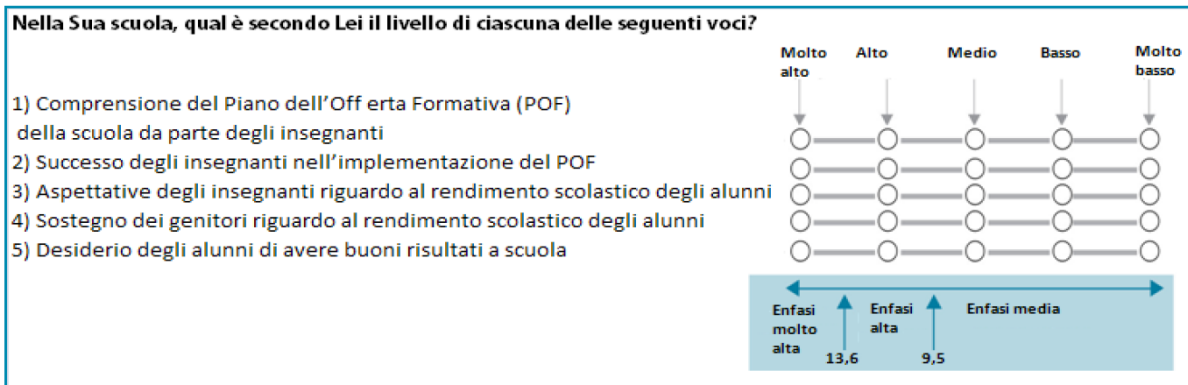 Nella Sua scuola, qual è secondo Lei il livello di ciascuna delle seguenti voci?
Molto alto
Alto
Medio
Basso
Molto basso
1) Comprensione del Piano dell'Off erta Formativa (POF)
della scuola da parte degli insegnanti
2) Successo degli insegnanti nell'implementazione del POF
3) Aspettative degli insegnanti riguardo al rendimento scolastico degli alunni
4) Sostegno dei genitori riguardo al rendimento scolastico degli alunni
5) Desiderio degli alunni di avere buoni risultati a scuola
Enfasi molto alta
Enfasi alta
Enfasi media
13,6
9,5